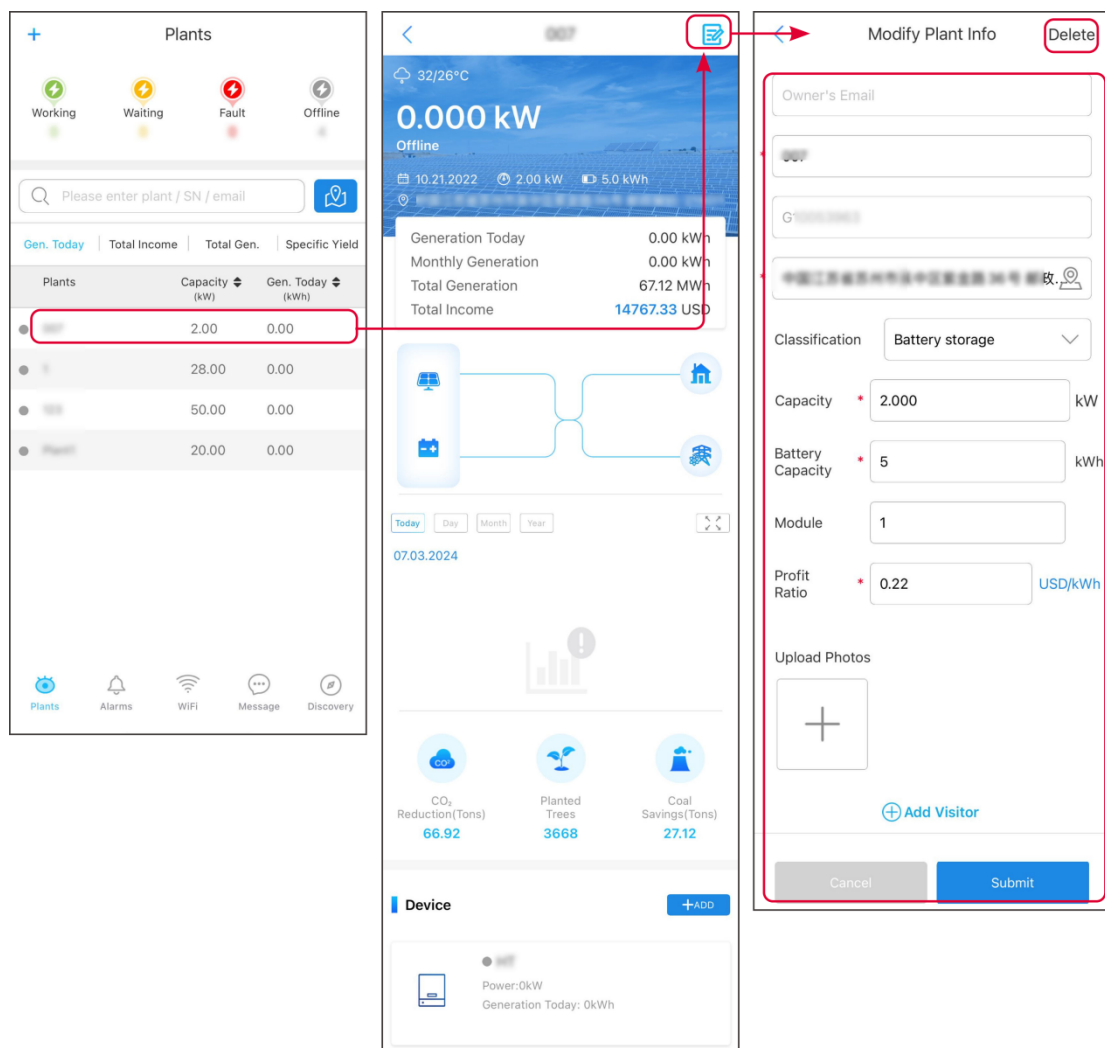 Plants
Working
Waiting
Fault
Offline
Please enter plant / SN / email
Gen. Today
Total Income
Total Gen.
Specific Yield
Plants
Capacity
(kW)
Gen. Today
(kWh)
2.00 0.00
28.00 0.00
50.00 0.00
20.00 0.00
Plants
Alarms
WiFi
Message
Discovery
32/26°C
0.000 kW
Offline
10.21.2022 2.00 kW 5.0 kWh
Generation Today 0.00 kWh
Monthly Generation 0.00 kWh
Total Generation 67.12 MWh
Total Income 14767.33 USD
Today Day Month Year
07.03.2024
CO₂
CO₂
Reduction(Tons)
66.92
Planted
Trees
3668
Coal
Savings(Tons)
27.12
Device
+ADD
Power:0kW
Generation Today: 0kWh
Modify Plant Info
Delete
Owner's Email
Classification Battery storage
Capacity * 2.000 kW
Battery
Capacity * 5 kWh
Module 1
Profit
Ratio * 0.22 USD/kWh
Upload Photos
Add Visitor
Cancel
Submit